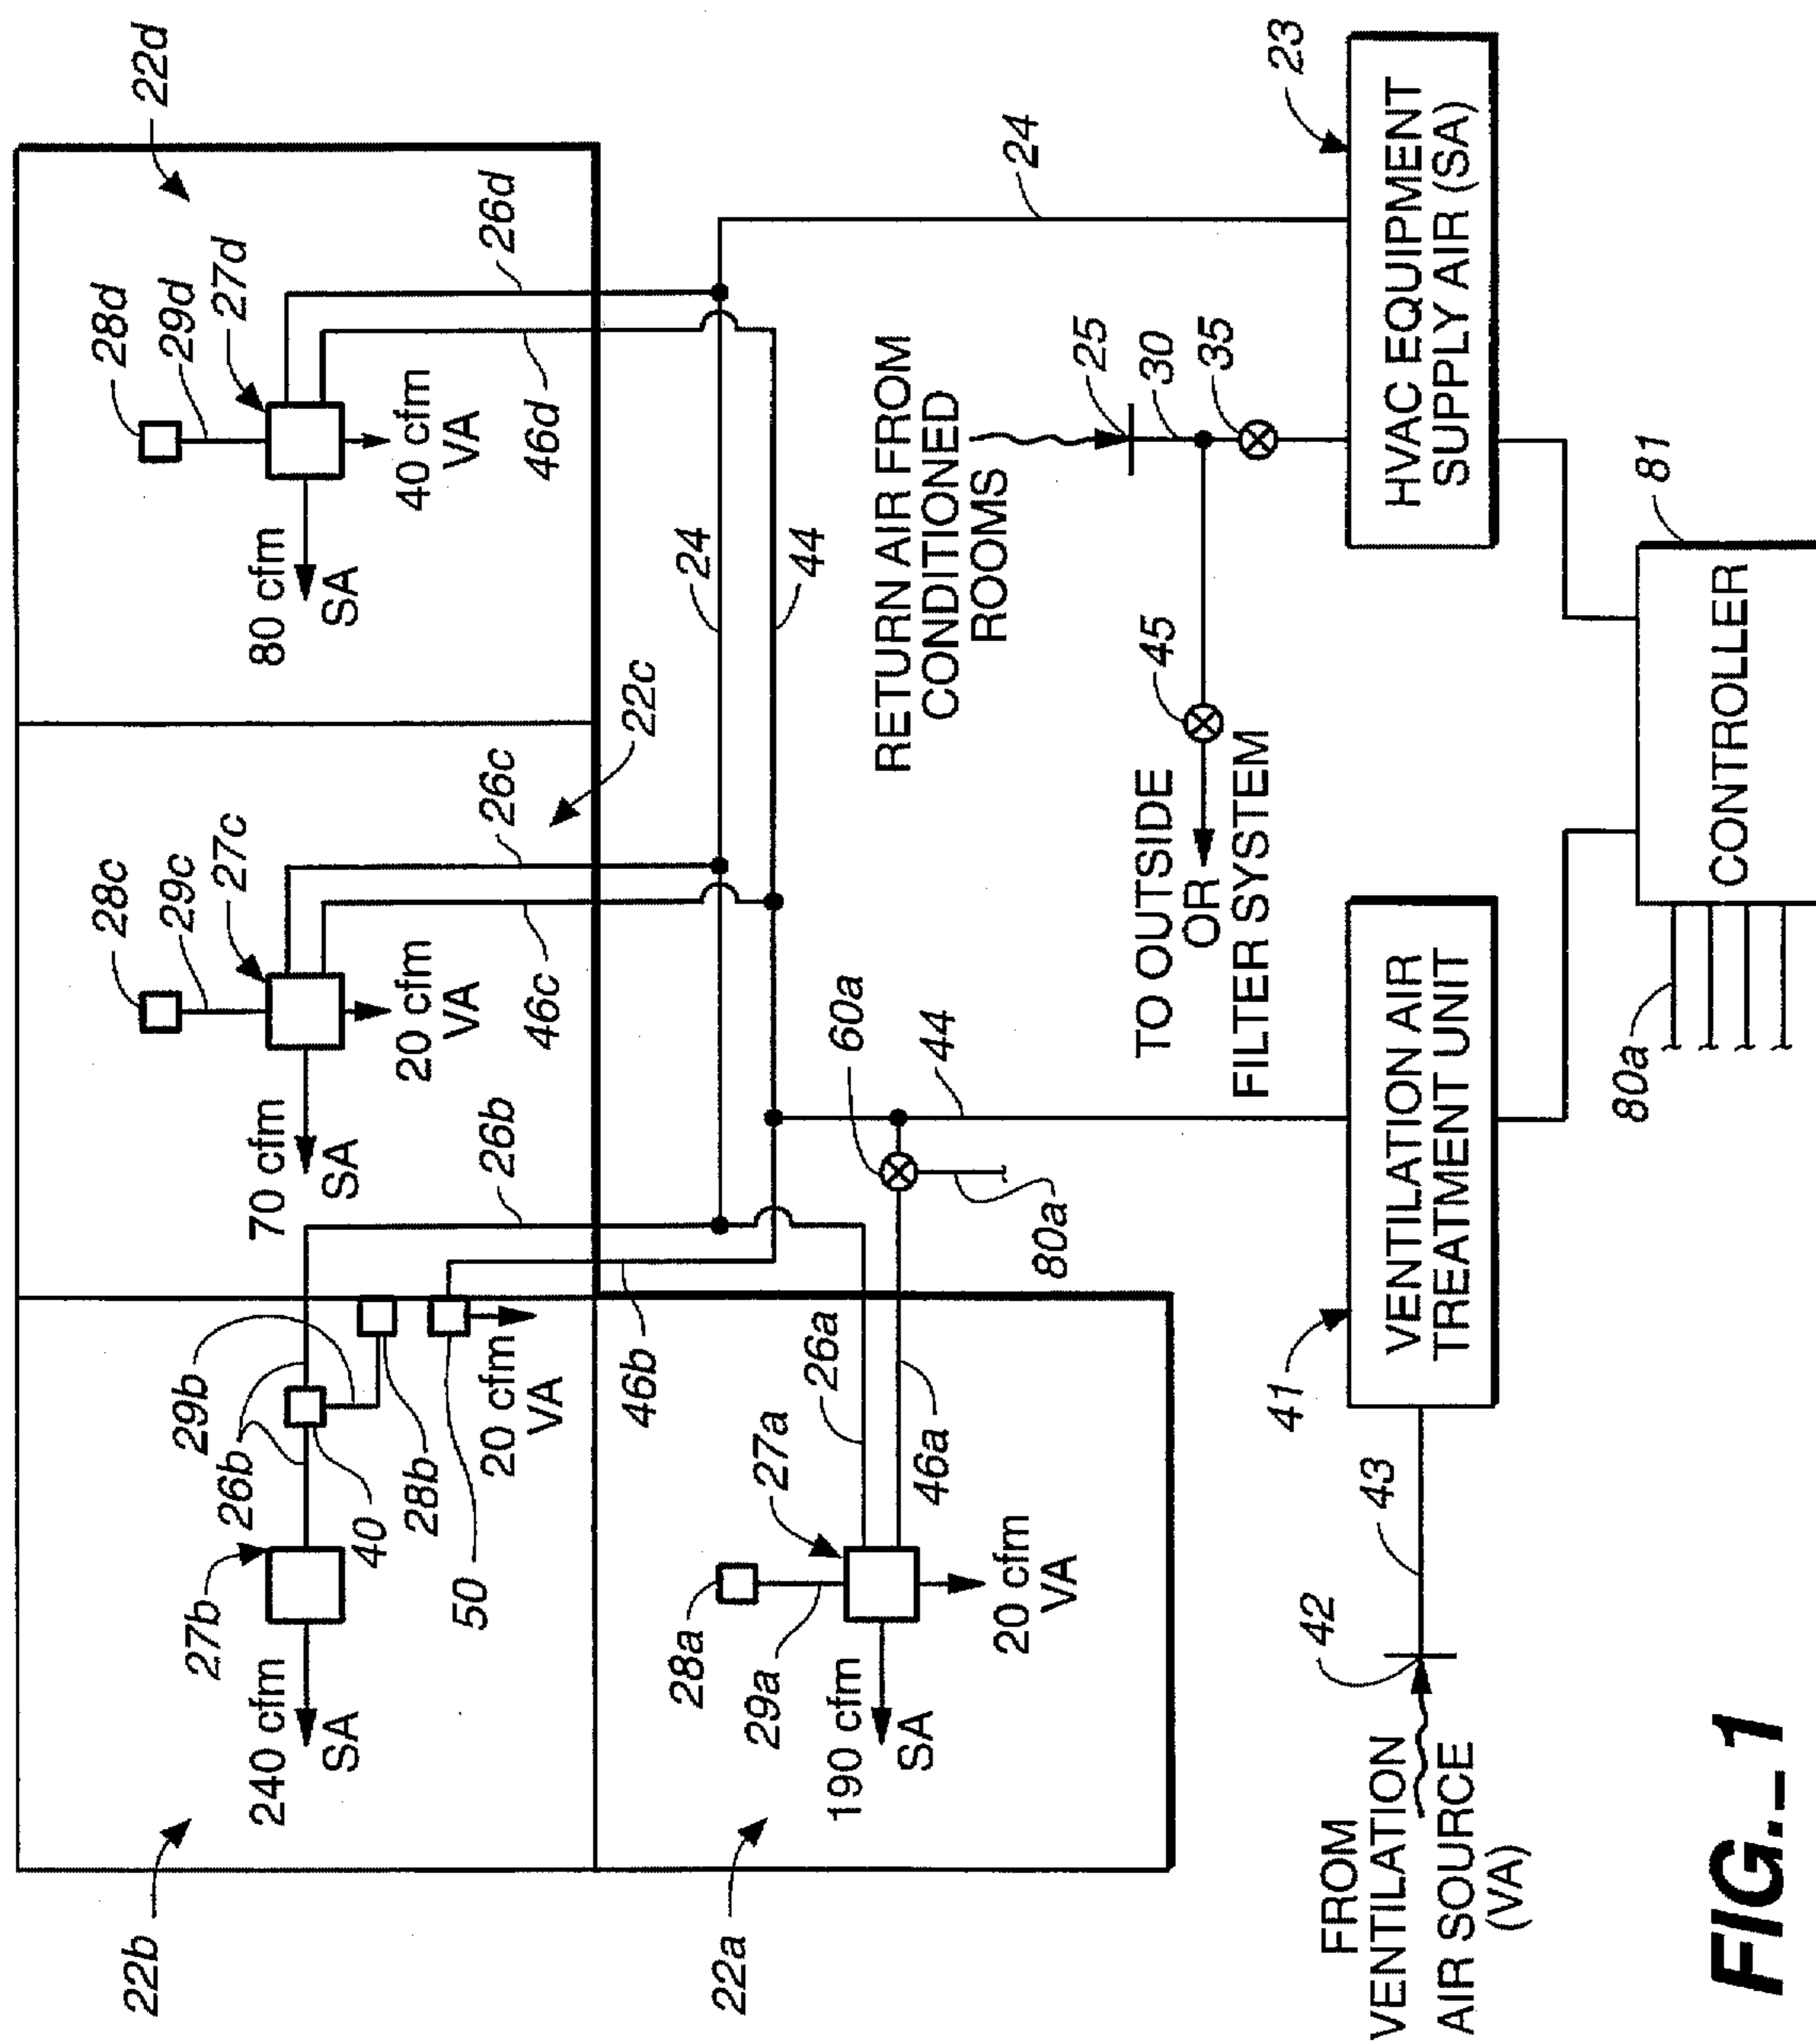 22b
22a
22c
22d
240 cfm
SA
27b
26b
29b
40
28b
50
20 cfm
VA
26b
46b
70 cfm
SA
28c
29c
27c
20 cfm
VA
46c
26c
80 cfm
SA
28d
29d
27d
40 cfm
VA
46d
26d
190 cfm
SA
28a
29a
27a
20 cfm
VA
26a
46a
60a
80a
44
24
44
24
RETURN AIR FROM
CONDITIONED
ROOMS
25
30
35
45
TO OUTSIDE
OR
FILTER SYSTEM
23
HVAC EQUIPMENT
SUPPLY AIR (SA)
FROM
VENTILATION
AIR SOURCE
(VA)
42
43
41
VENTILATION AIR
TREATMENT UNIT
80a
81
CONTROLLER
FIG._1